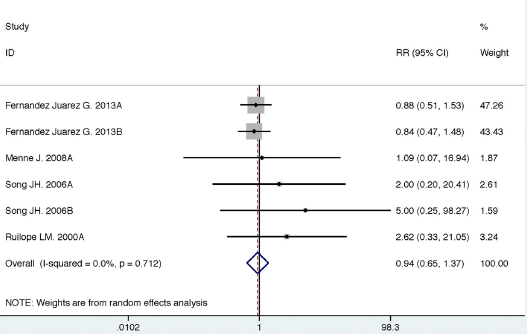 Study %
ID RR (95% CI) Weight
Fernandez Juarez G. 2013A 0.88 (0.51, 1.53) 47.26
Fernandez Juarez G. 2013B 0.84 (0.47, 1.48) 43.43
Menne J. 2008A 1.09 (0.07, 16.94) 1.87
Song JH. 2006A 2.00 (0.20, 20.41) 2.61
Song JH. 2006B 5.00 (0.25, 98.27) 1.59
Ruilope LM. 2000A 2.62 (0.33, 21.05) 3.24
Overall (I-squared = 0.0%, p = 0.712) 0.94 (0.65, 1.37) 100.00
NOTE: Weights are from random effects analysis
.0102 1 98.3